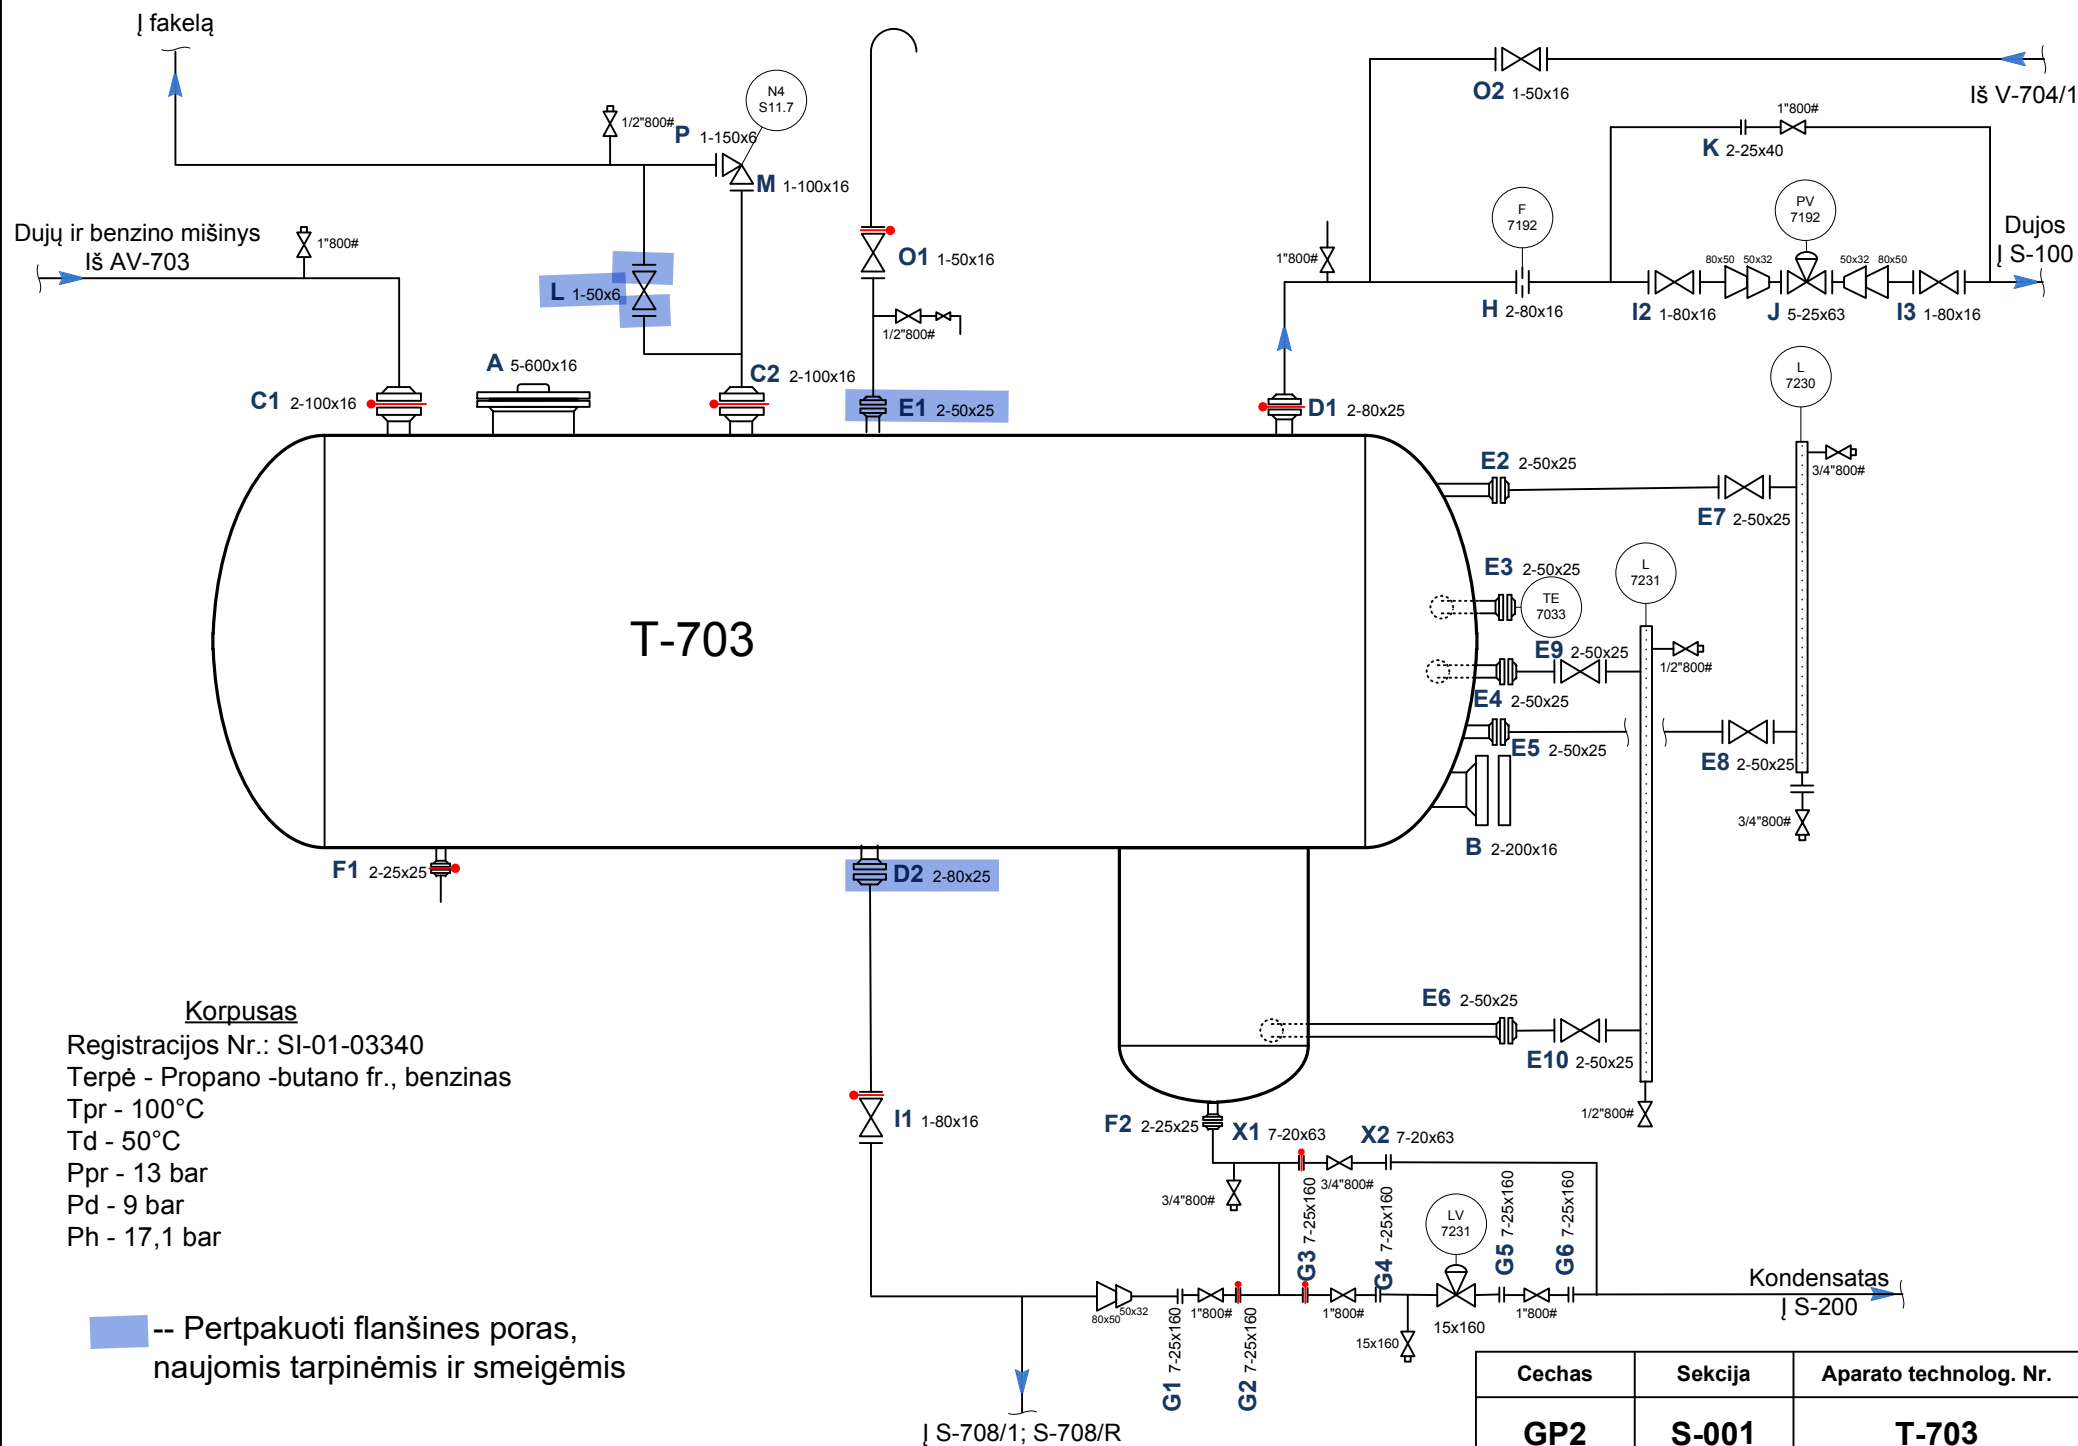 Į fakelą
N4
S11.7
1/2"800#
P 1-150x6
M 1-100x16
O2 1-50x16
Iš V-704/1
1"800#
K 2-25x40
Dujų ir benzino mišinys
Iš AV-703
1"800#
L 1-50x6
O1 1-50x16
1/2"800#
1"800#
F
7192
PV
7192
Dujos
Į S-100
80x50
50x32
50x32
80x50
H 2-80x16
I2 1-80x16
J 5-25x63
I3 1-80x16
A 5-600x16
C2 2-100x16
C1 2-100x16
E1 2-50x25
D1 2-80x25
L
7230
E2 2-50x25
3/4"800#
E7 2-50x25
E3 2-50x25
TE
7033
L
7231
E9 2-50x25
1/2"800#
E4 2-50x25
E5 2-50x25
E8 2-50x25
3/4"800#
T-703
B 2-200x16
F1 2-25x25
D2 2-80x25
E6 2-50x25
E10 2-50x25
1/2"800#
Korpusas
Registracijos Nr.: SI-01-03340
Terpė - Propano -butano fr., benzinas
Tpr - 100°C
Td - 50°C
Ppr - 13 bar
Pd - 9 bar
Ph - 17,1 bar
I1 1-80x16
F2 2-25x25
X1 7-20x63
X2 7-20x63
3/4"800#
3/4"800#
G3 7-25x160
G4 7-25x160
LV
7231
G5 7-25x160
G6 7-25x160
80x50
50x32
1"800#
1"800#
15x160
15x160
1"800#
G1 7-25x160
G2 7-25x160
Kondensatas
Į S-200
-- Pertpakuoti flanšines poras,
naujomis tarpinėmis ir smeigėmis
Į S-708/1; S-708/R
Cechas Sekcija Aparato technolog. Nr.
GP2 S-001 T-703